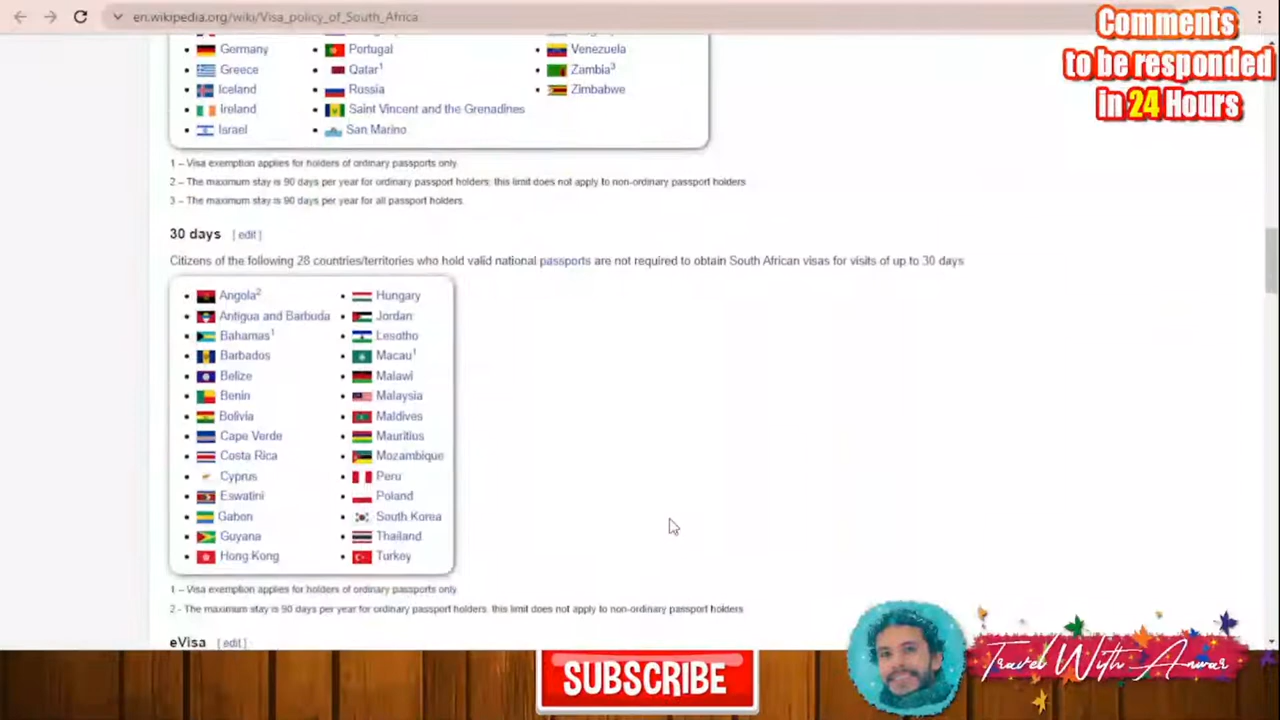 en.wikipedia.org/wiki/Visa_policy_of_South_Africa
Comments
to be responded
in 24 Hours
Germany
Greece
Iceland
Ireland
Israel
Portugal
Qatar1
Russia
Saint Vincent and the Grenadines
San Marino
Venezuela
Zambia3
Zimbabwe
1 – Visa exemption applies for holders of ordinary passports only.
2 – The maximum stay is 90 days per year for ordinary passport holders; this limit does not apply to non-ordinary passport holders
3 – The maximum stay is 90 days per year for all passport holders.
30 days [ edit ]
Citizens of the following 28 countries/territories who hold valid national passports are not required to obtain South African visas for visits of up to 30 days
Angola2
Antigua and Barbuda
Bahamas1
Barbados
Belize
Benin
Bolivia
Cape Verde
Costa Rica
Cyprus
Eswatini
Gabon
Guyana
Hong Kong
Hungary
Jordan
Lesotho
Macau1
Malawi
Malaysia
Maldives
Mauritius
Mozambique
Peru
Poland
South Korea
Thailand
Turkey
1 – Visa exemption applies for holders of ordinary passports only
2 - The maximum stay is 90 days per year for ordinary passport holders, this limit does not apply to non-ordinary passport holders
eVisa [ edit ]
SUBSCRIBE
Travel With Anwar